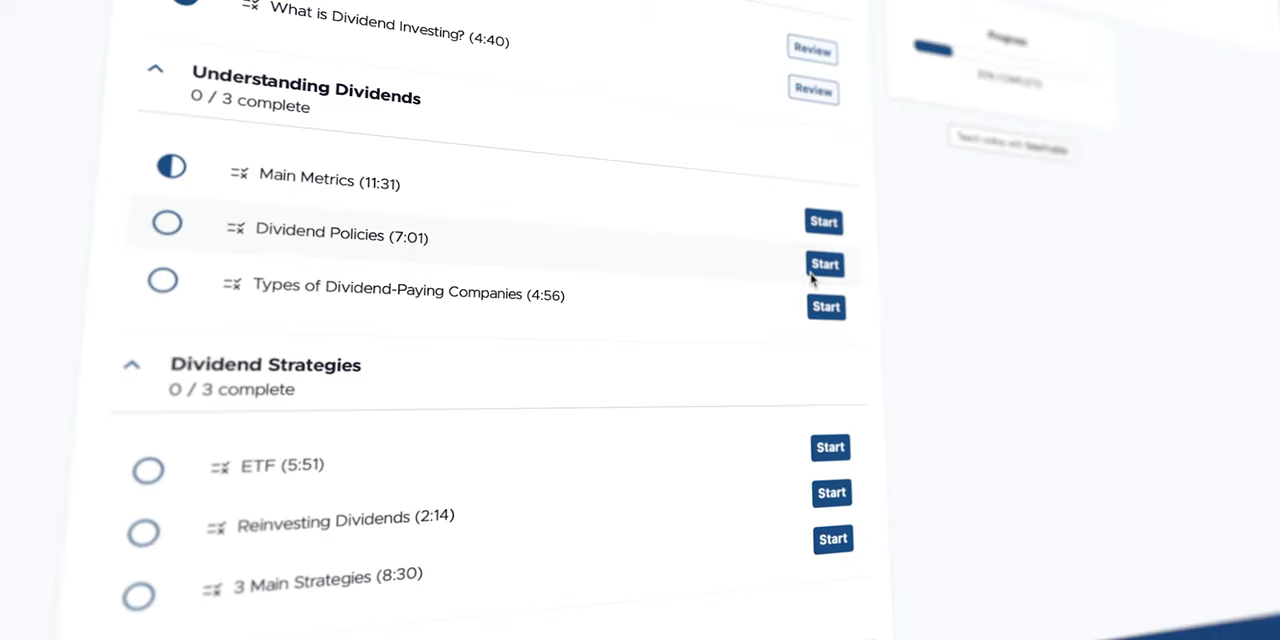 What is Dividend Investing? (4:40)
Review
Review
Understanding Dividends
0 / 3 complete
Main Metrics (11:31)
Start
Dividend Policies (7:01)
Start
Types of Dividend-Paying Companies (4:56)
Start
Dividend Strategies
0 / 3 complete
ETF (5:51)
Start
Reinvesting Dividends (2:14)
Start
3 Main Strategies (8:30)
Start
Progress